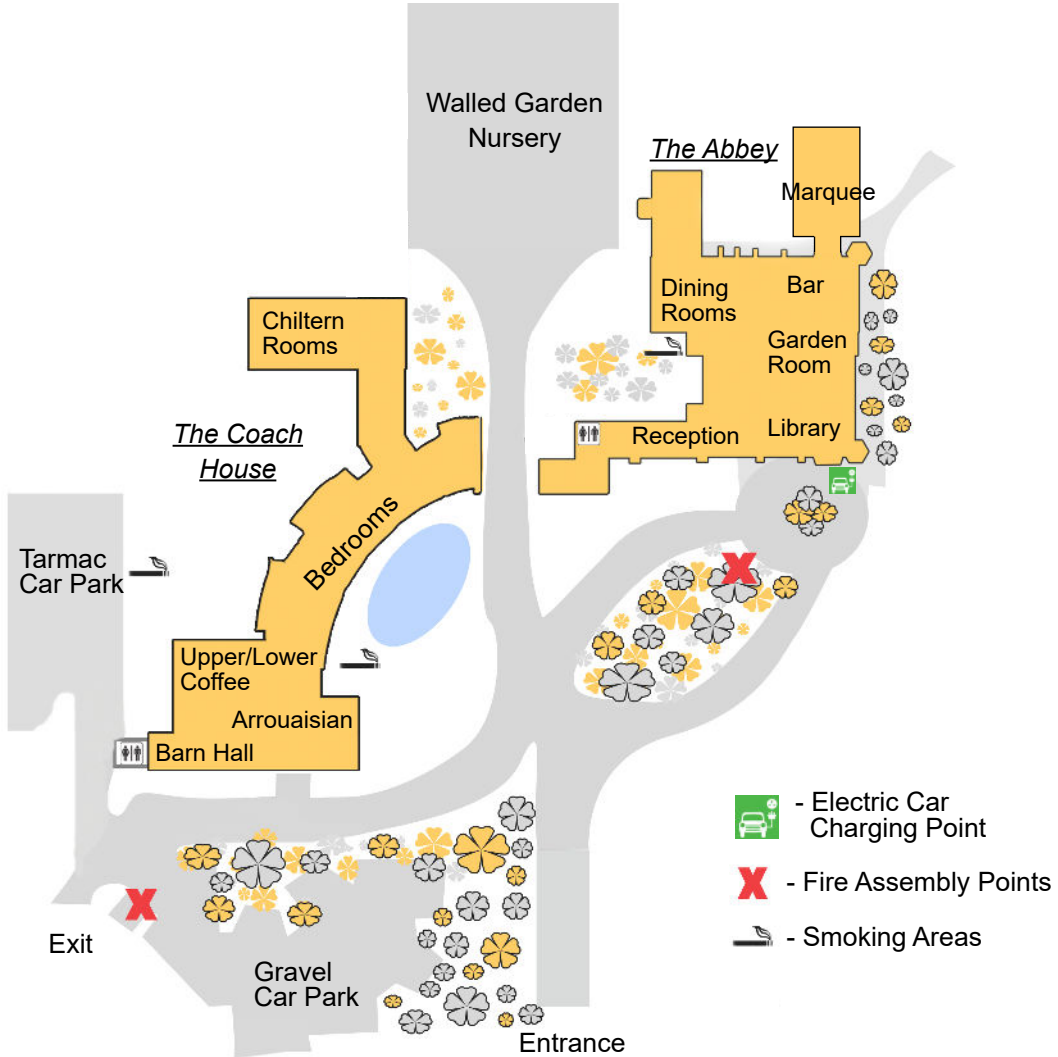 Walled Garden
Nursery
The Abbey
Marquee
Dining
Rooms
Bar
Chiltern
Rooms
Garden
Room
The Coach
House
Reception
Library
Bedrooms
Tarmac
Car Park
Upper/Lower
Coffee
Arrouaisian
Barn Hall
- Electric Car
Charging Point
- Fire Assembly Points
- Smoking Areas
Exit
Gravel
Car Park
Entrance